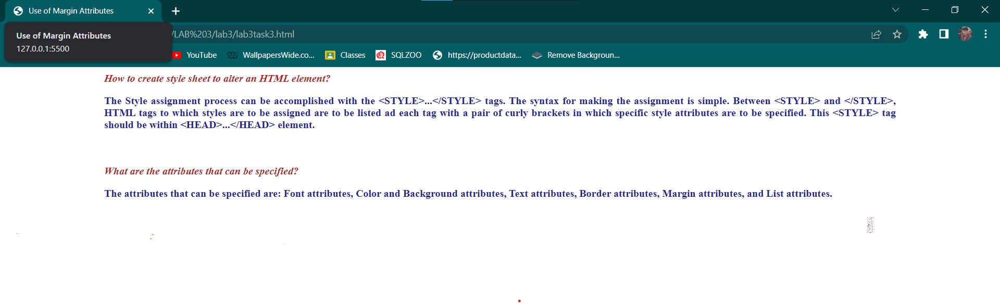 Use of Margin Attributes
Use of Margin Attributes
127.0.0.1:5500
/LAB%203/lab3/lab3task3.html
YouTube WallpapersWide.co... Classes SQLZOO https://productdata... Remove Backgroun...
How to create style sheet to alter an HTML element?
The Style assignment process can be accomplished with the <STYLE>...</STYLE> tags. The syntax for making the assignment is simple. Between <STYLE> and </STYLE>,
HTML tags to which styles are to be assigned are to be listed ad each tag with a pair of curly brackets in which specific style attributes are to be specified. This <STYLE> tag
should be within <HEAD>...</HEAD> element.
What are the attributes that can be specified?
The attributes that can be specified are: Font attributes, Color and Background attributes, Text attributes, Border attributes, Margin attributes, and List attributes.